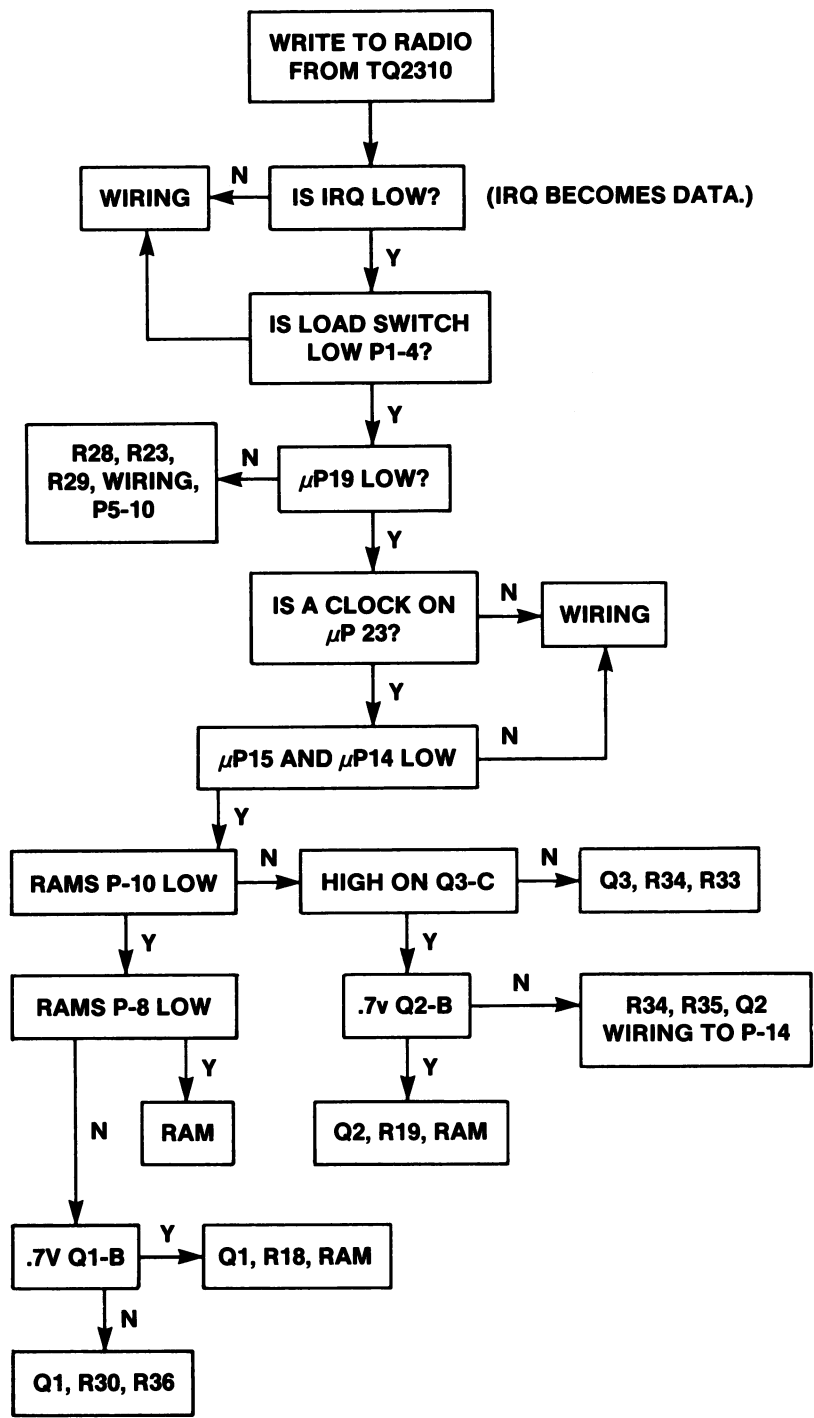 WRITE TO RADIO
FROM TQ2310
N
WIRING
IS IRQ LOW?
(IRQ BECOMES DATA.)
Y
IS LOAD SWITCH
LOW P1-4?
Y
R28, R23,
R29, WIRING,
P5-10
N
μP19 LOW?
Y
IS A CLOCK ON
μP 23?
N
WIRING
Y
μP15 AND μP14 LOW
N
Y
RAMS P-10 LOW
N
HIGH ON Q3-C
N
Q3, R34, R33
Y
Y
RAMS P-8 LOW
.7v Q2-B
N
R34, R35, Q2
WIRING TO P-14
Y
Y
N
RAM
Q2, R19, RAM
.7V Q1-B
Y
Q1, R18, RAM
N
Q1, R30, R36